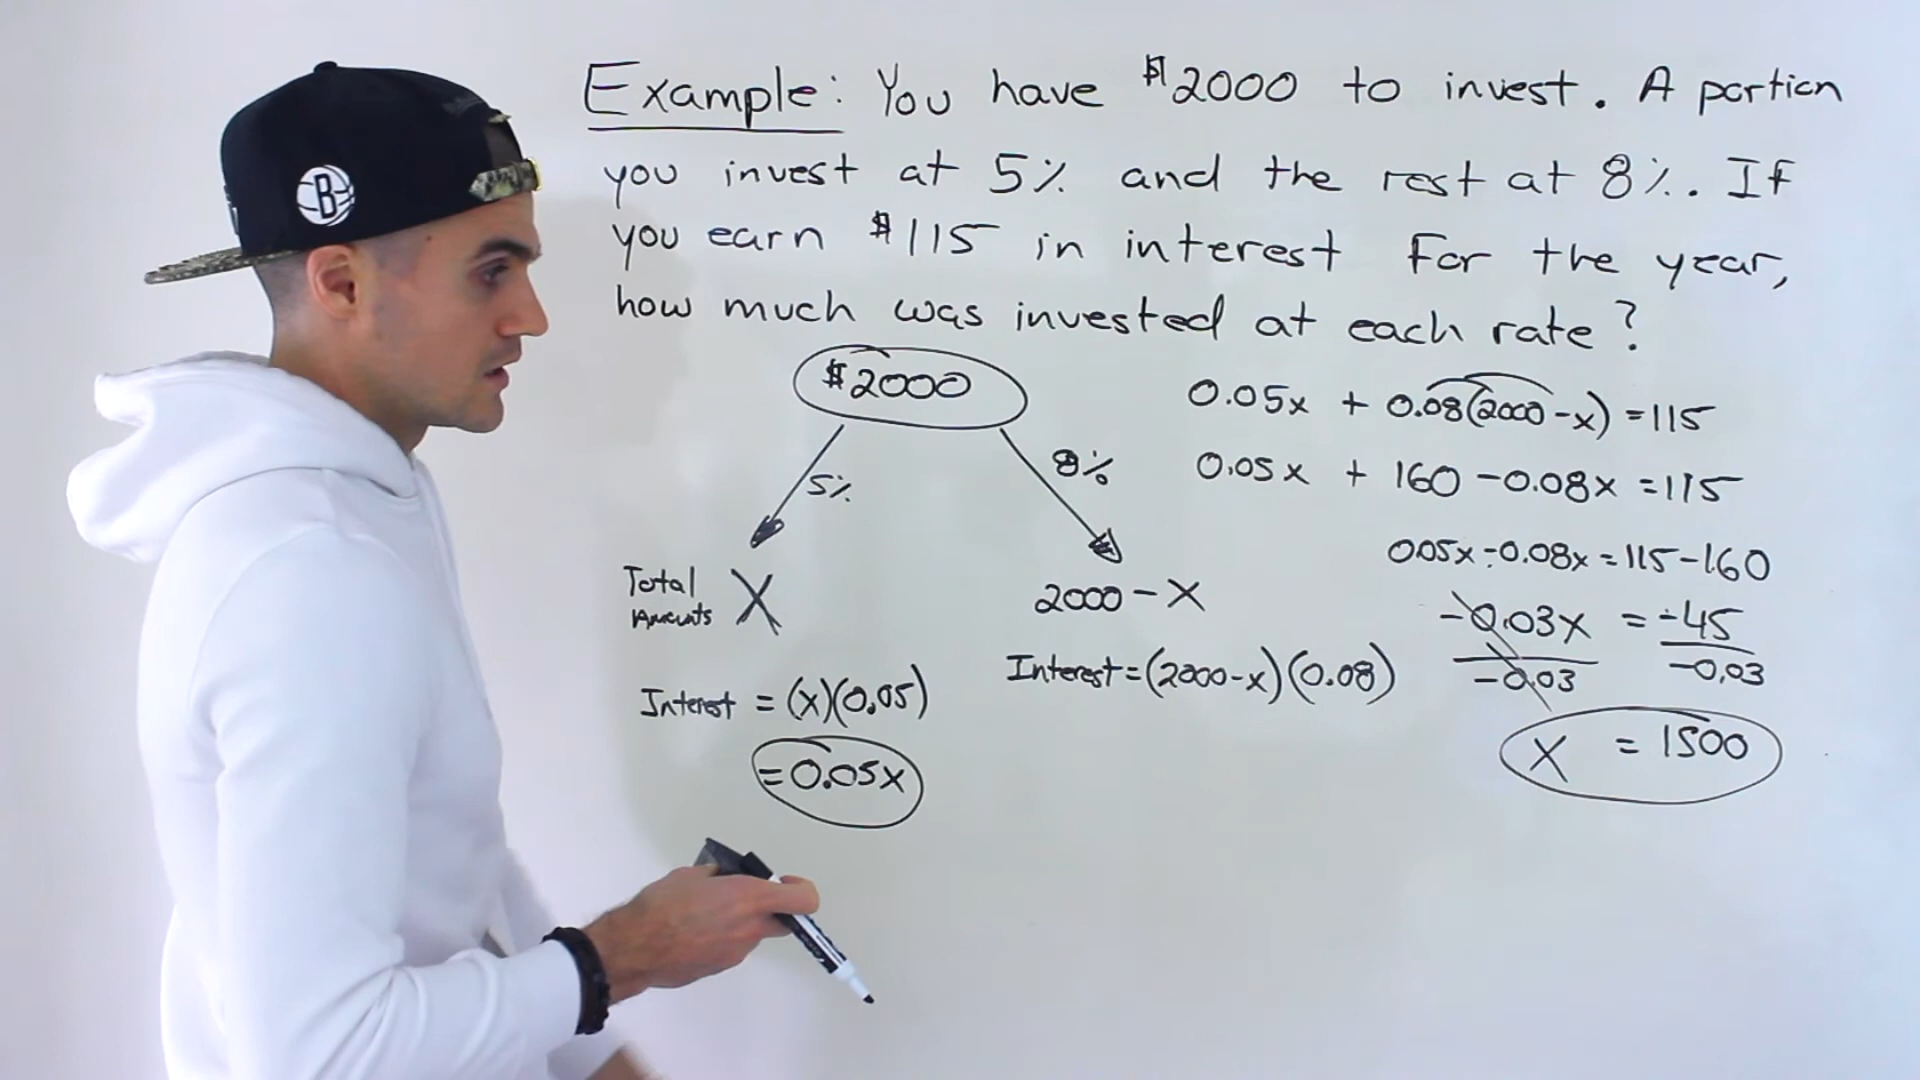 Example: You have $2000 to invest. A portion
you invest at 5% and the rest at 8%. If
you earn $115 in interest for the year,
how much was invested at each rate?
$2000
5%
8%
Total
Amounts
X
2000-X
Interest = (x)(0.05)
=0.05x
Interest=(2000-x)(0.08)
0.05x + 0.08(2000-x)=115
0.05x + 160 -0.08x =115
0.05x-0.08x=115-160
-0.03x = -45
-0.03 -0.03
X = 1500
B